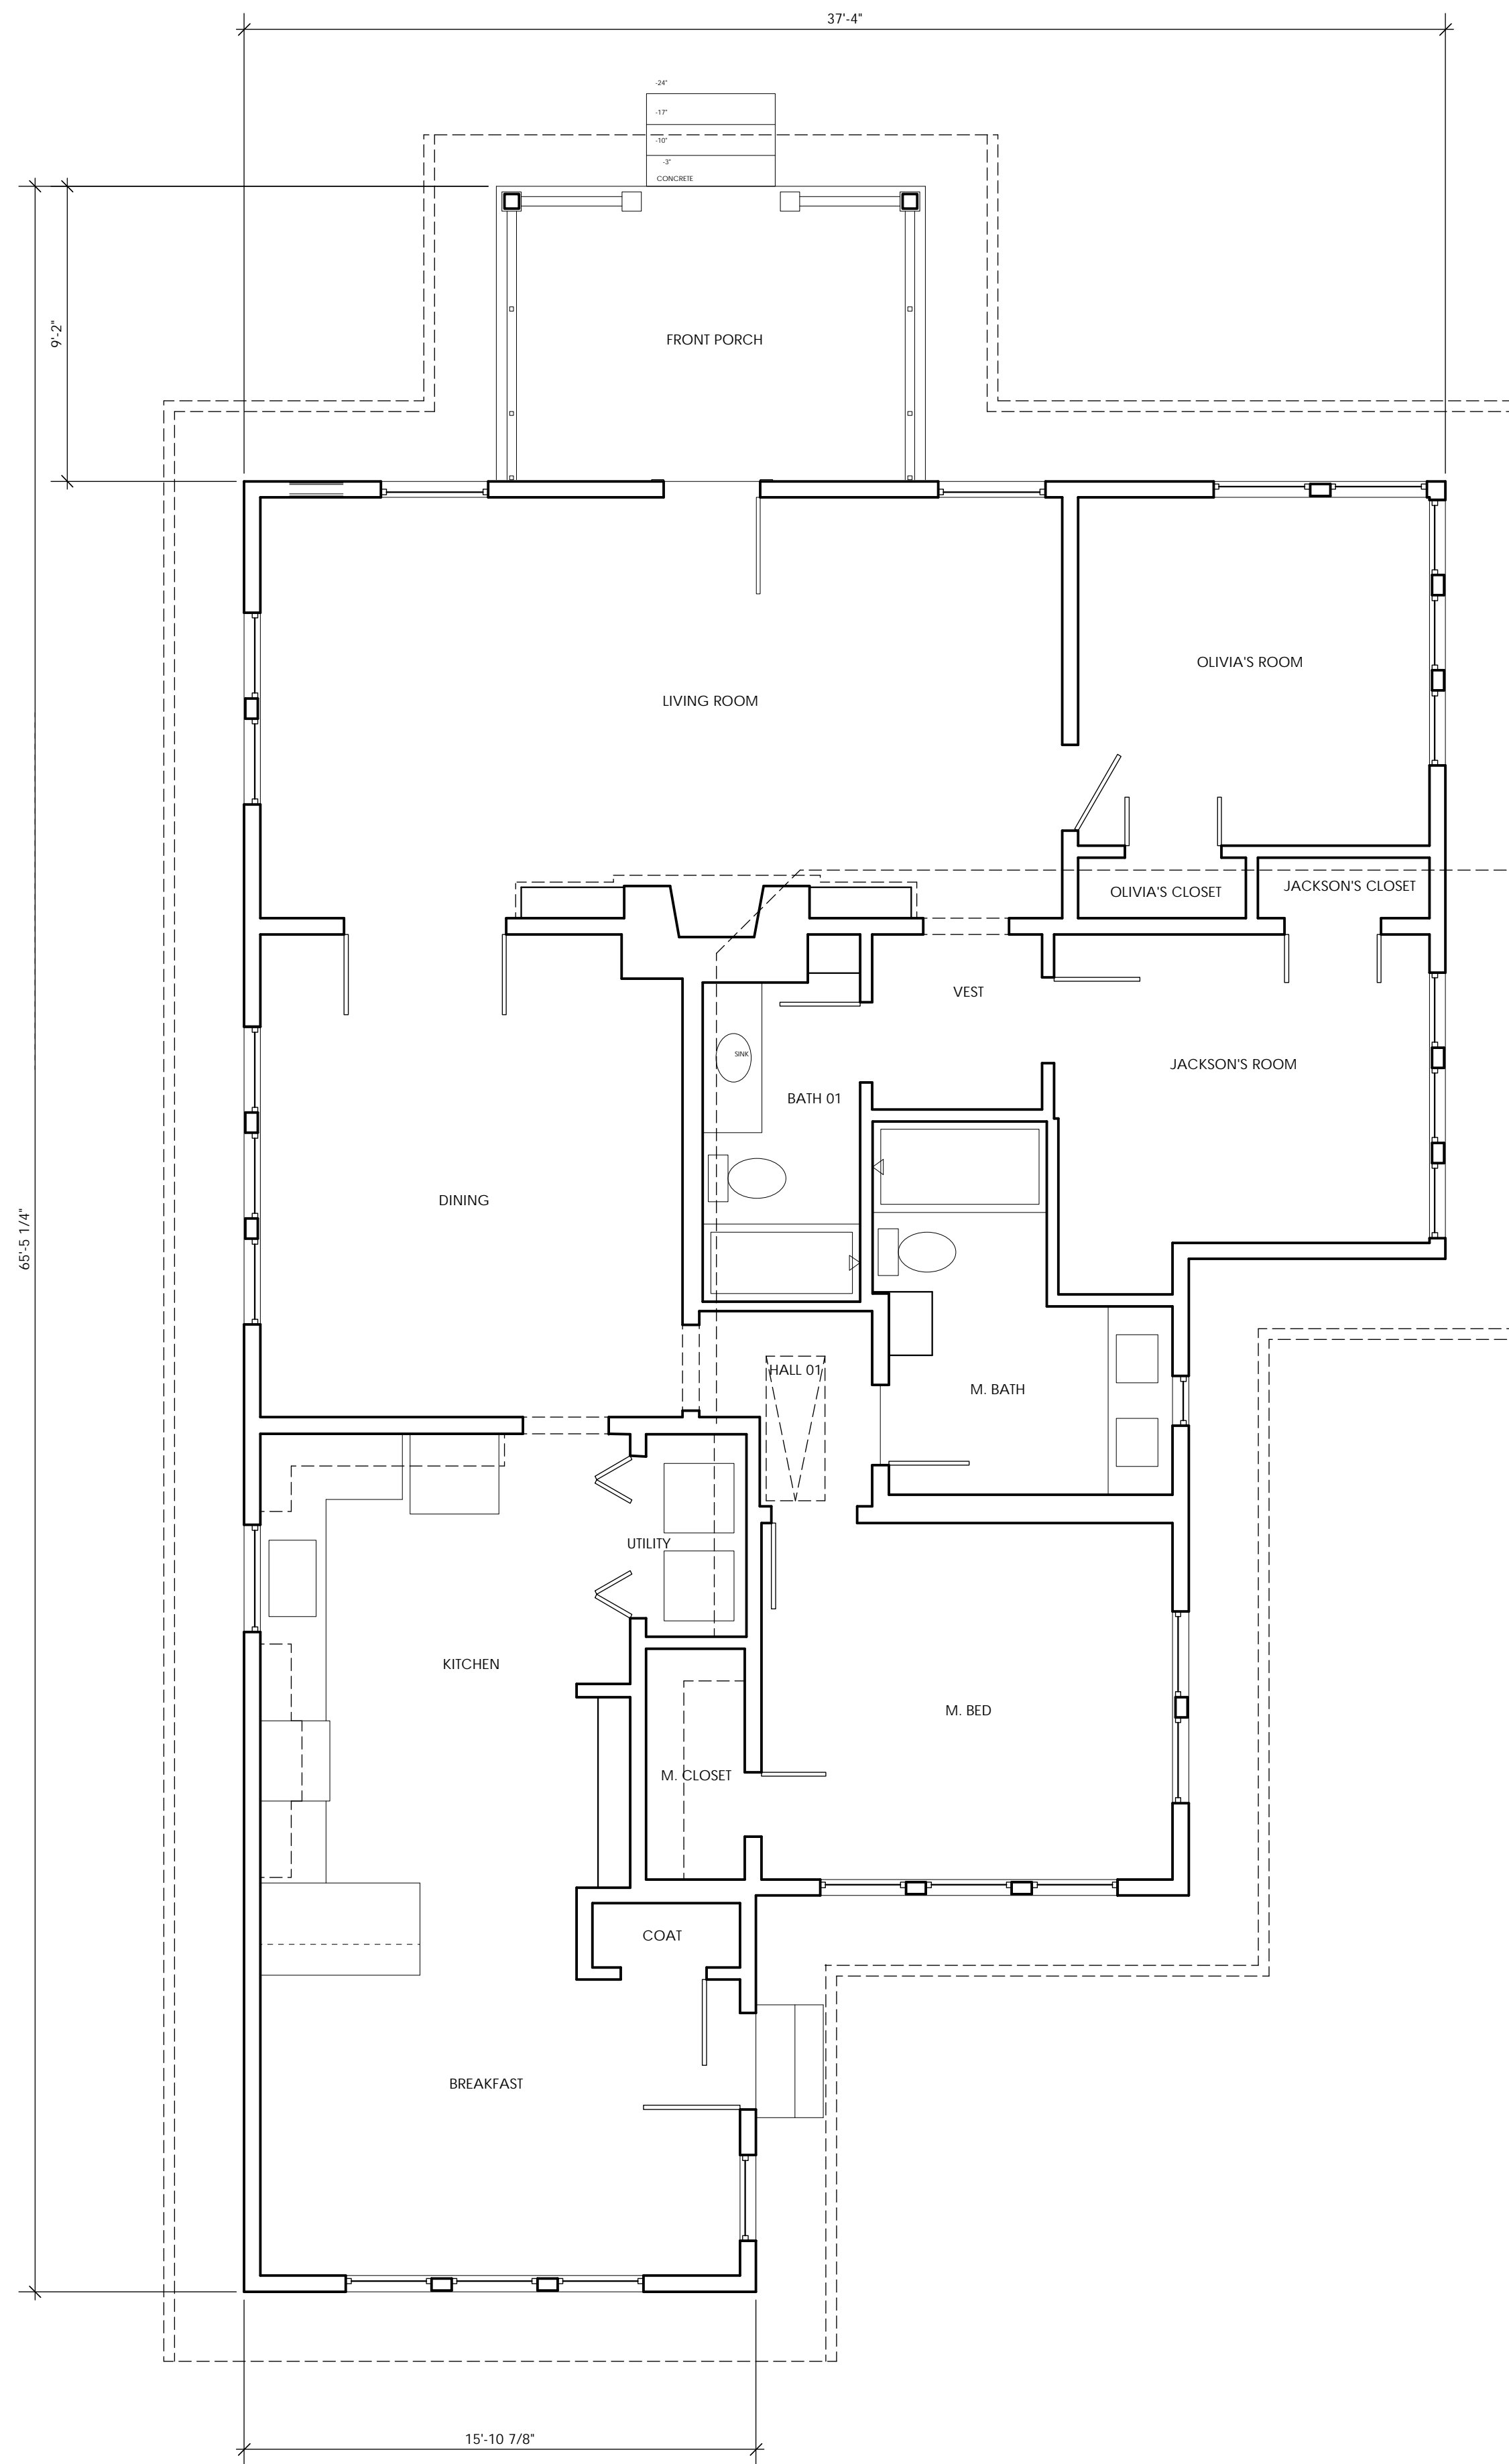 37'-4"
-24"
-17"
-10"
-3"
CONCRETE
9'-2"
FRONT PORCH
OLIVIA'S ROOM
LIVING ROOM
OLIVIA'S CLOSET
JACKSON'S CLOSET
VEST
SINK
JACKSON'S ROOM
BATH 01
DINING
65'-5 1/4"
HALL 01
M. BATH
UTILITY
KITCHEN
M. BED
M. CLOSET
COAT
BREAKFAST
15'-10 7/8"